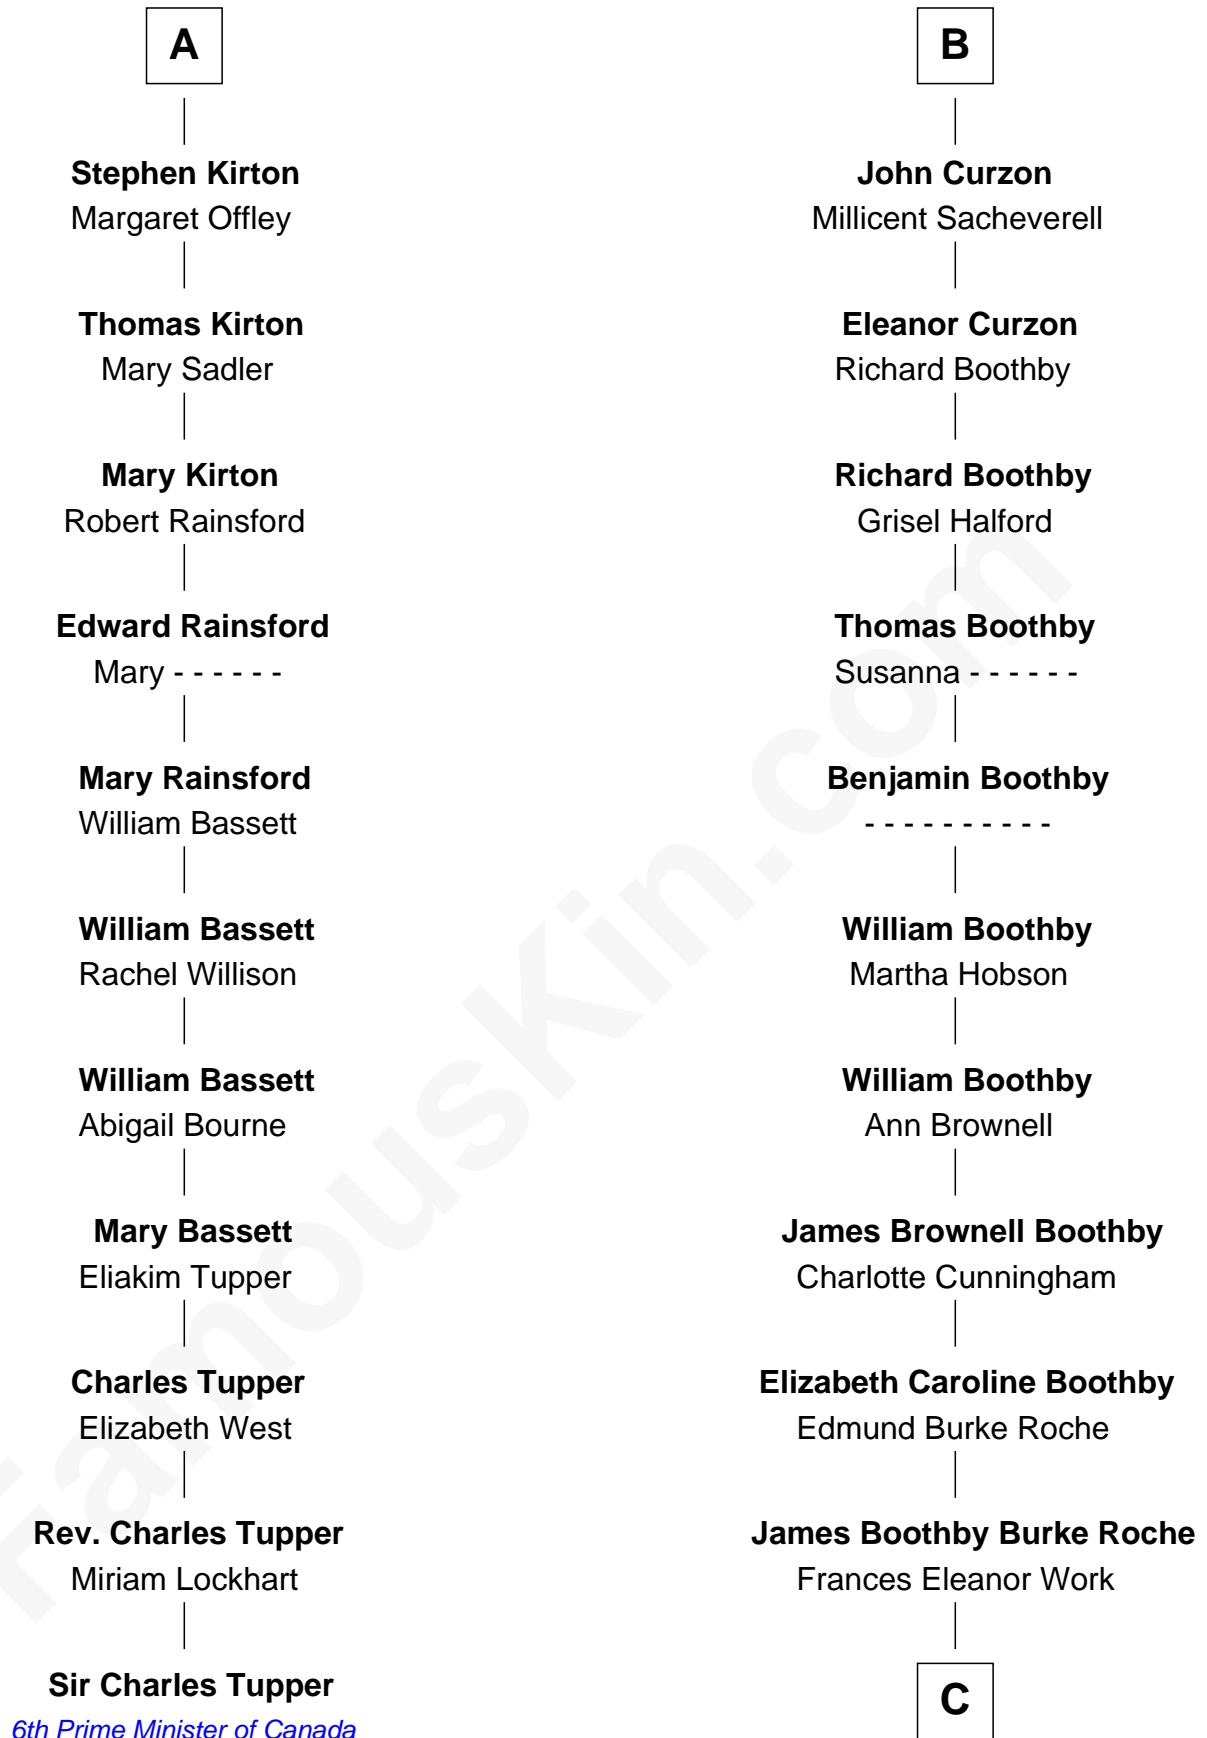 A
Stephen Kirton
Margaret Offley
Thomas Kirton
Mary Sadler
Mary Kirton
Robert Rainsford
Edward Rainsford
Mary - - - - - -
Mary Rainsford
William Bassett
William Bassett
Rachel Willison
William Bassett
Abigail Bourne
Mary Bassett
Eliakim Tupper
Charles Tupper
Elizabeth West
Rev. Charles Tupper
Miriam Lockhart
Sir Charles Tupper
6th Prime Minister of Canada
B
John Curzon
Millicent Sacheverell
Eleanor Curzon
Richard Boothby
Richard Boothby
Grisel Halford
Thomas Boothby
Susanna - - - - - -
Benjamin Boothby
- - - - - - - - - -
William Boothby
Martha Hobson
William Boothby
Ann Brownell
James Brownell Boothby
Charlotte Cunningham
Elizabeth Caroline Boothby
Edmund Burke Roche
James Boothby Burke Roche
Frances Eleanor Work
C
FamousKin.com